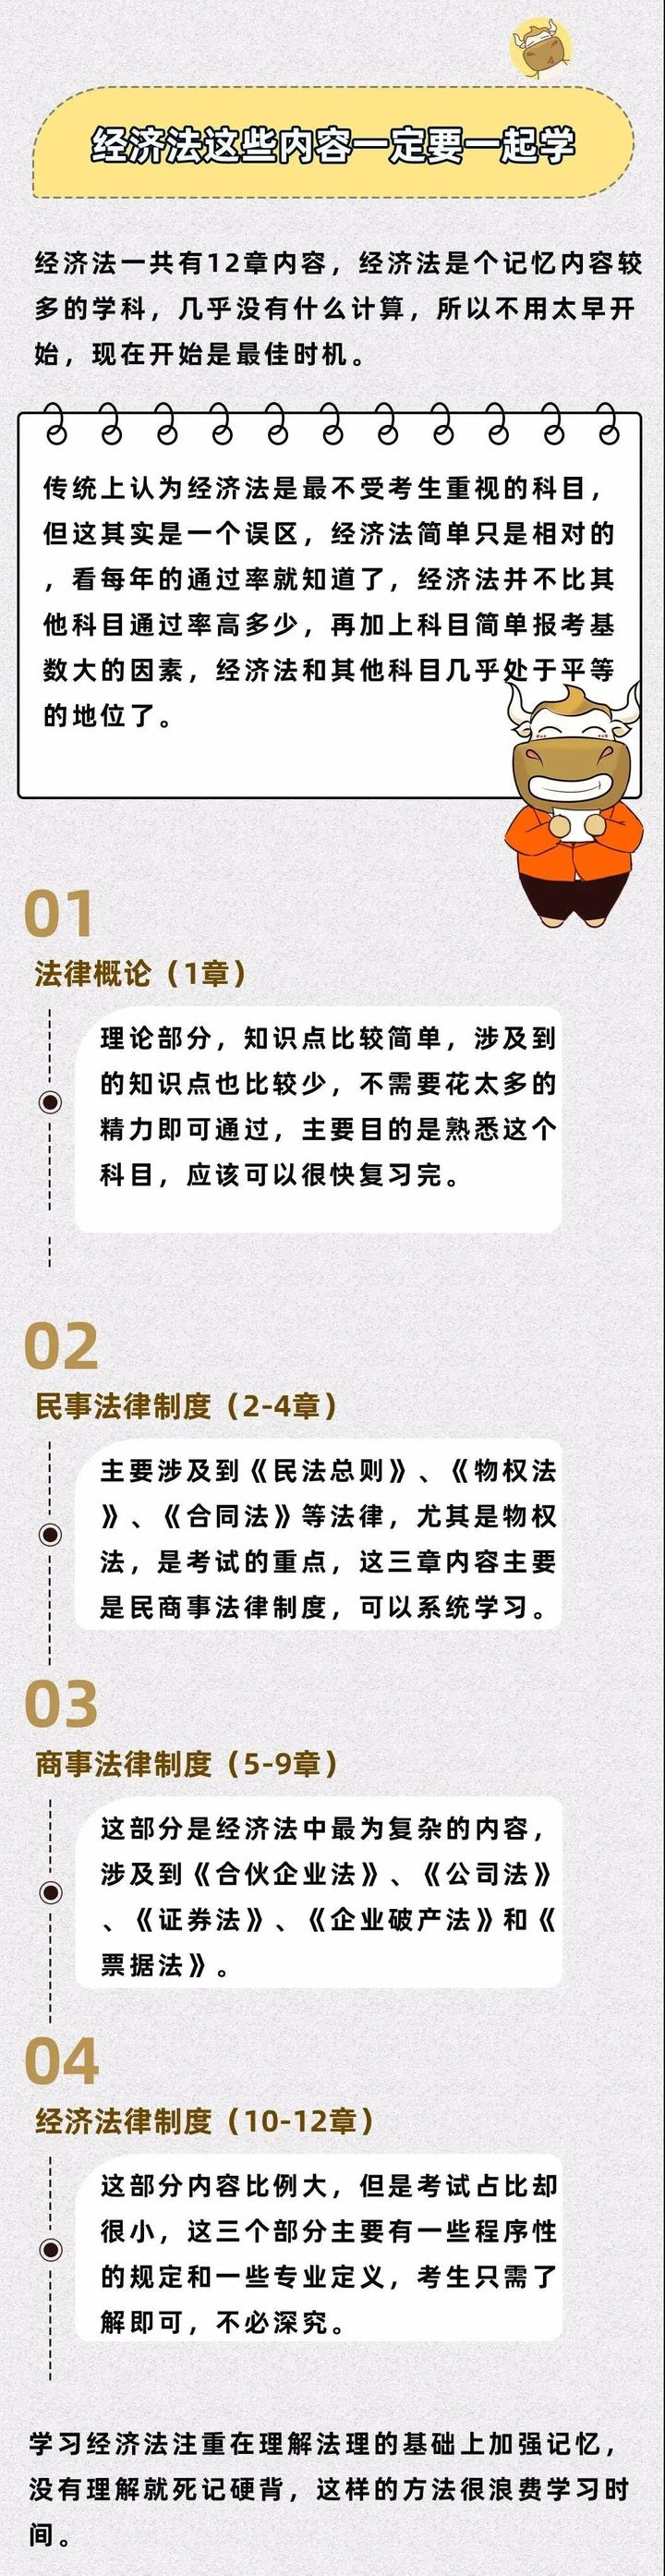 经济法这些内容一定要一起学
经济法一共有12章内容，经济法是个记忆内容较
多的学科，几乎没有什么计算，所以不用太早开
始，现在开始是最佳时机。
传统上认为经济法是最不受考生重视的科目，
但这其实是一个误区，经济法简单只是相对的
，看每年的通过率就知道了，经济法并不比其
他科目通过率高多少，再加上科目简单报考基
数大的因素，经济法和其他科目几乎处于平等
的地位了。
01
法律概论（1章）
理论部分，知识点比较简单，涉及到
的知识点也比较少，不需要花太多的
精力即可通过，主要目的是熟悉这个
科目，应该可以很快复习完。
02
民事法律制度（2-4章）
主要涉及到《民法总则》、《物权法
》、《合同法》等法律，尤其是物权
法，是考试的重点，这三章内容主要
是民商事法律制度，可以系统学习。
03
商事法律制度（5-9章）
这部分是经济法中最为复杂的内容，
涉及到《合伙企业法》、《公司法》
、《证券法》、《企业破产法》和《
票据法》。
04
经济法律制度（10-12章）
这部分内容比例大，但是考试占比却
很小，这三个部分主要有一些程序性
的规定和一些专业定义，考生只需了
解即可，不必深究。
学习经济法注重在理解法理的基础上加强记忆，
没有理解就死记硬背，这样的方法很浪费学习时
间。